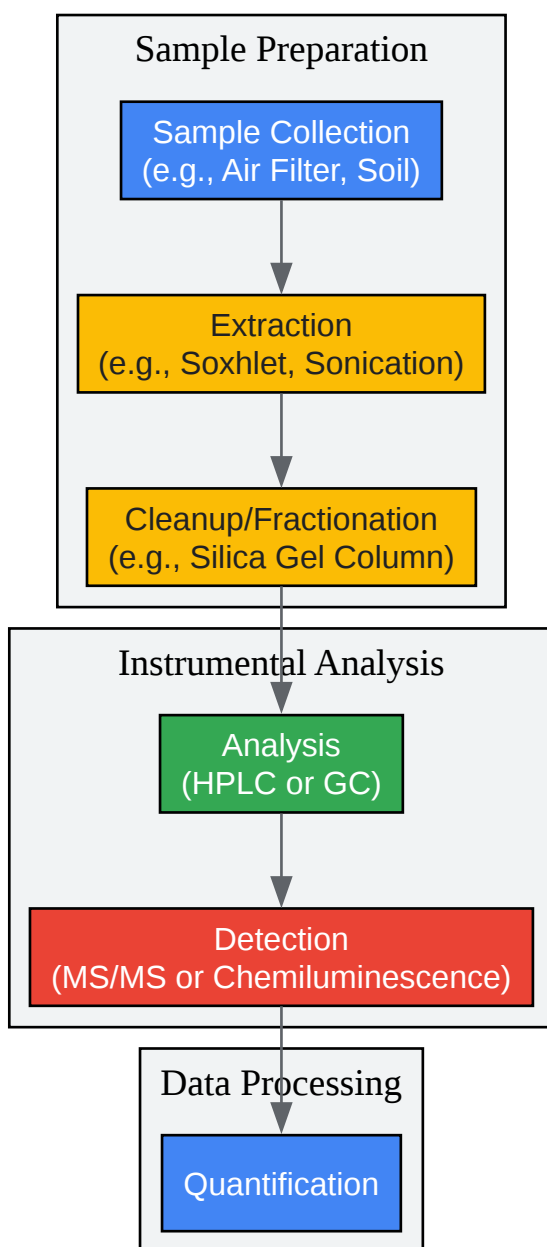 Sample Preparation
Sample Collection
(e.g., Air Filter, Soil)
Extraction
(e.g., Soxhlet, Sonication)
Cleanup/Fractionation
(e.g., Silica Gel Column)
Instrumental Analysis
Analysis
(HPLC or GC)
Detection
(MS/MS or Chemiluminescence)
Data Processing
Quantification